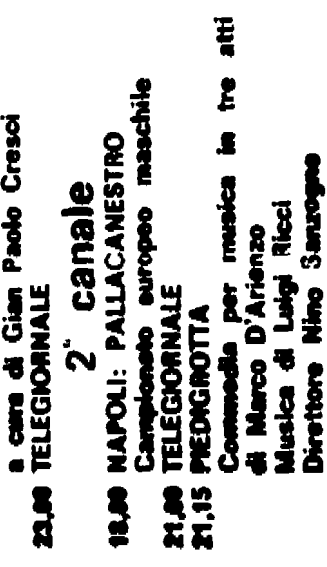 a cura di Gian Paolo Cresci
23,00 TELEGIORNALE
2° canale
18,00 NAPOLI: PALLACANESTRO
Campionato europeo maschile
21,00 TELEGIORNALE
21,15 PIEDIGROTTA
Commedia per musica in tre atti
di Marco D'Arienzo
Musica di Luigi Ricci
Direttore Nino Sanzogno